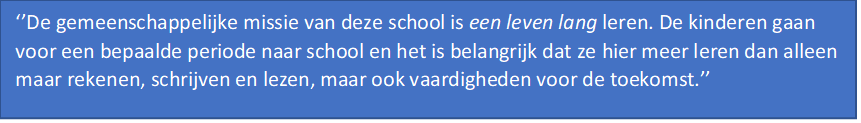 ‘’De gemeenschappelijke missie van deze school is een leven lang leren. De kinderen gaan
voor een bepaalde periode naar school en het is belangrijk dat ze hier meer leren dan alleen
maar rekenen, schrijven en lezen, maar ook vaardigheden voor de toekomst.’’